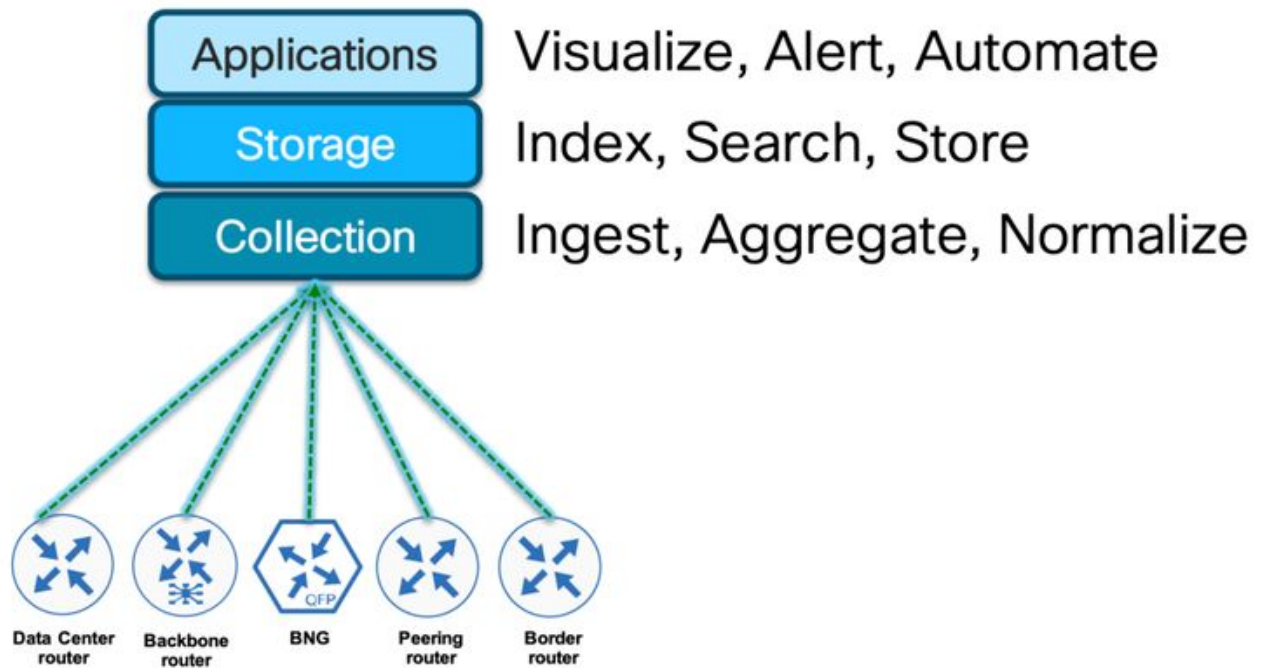 Applications Visualize, Alert, Automate
Storage Index, Search, Store
Collection Ingest, Aggregate, Normalize
QFP
Data Center
router
Backbone
router
BNG
Peering
router
Border
router